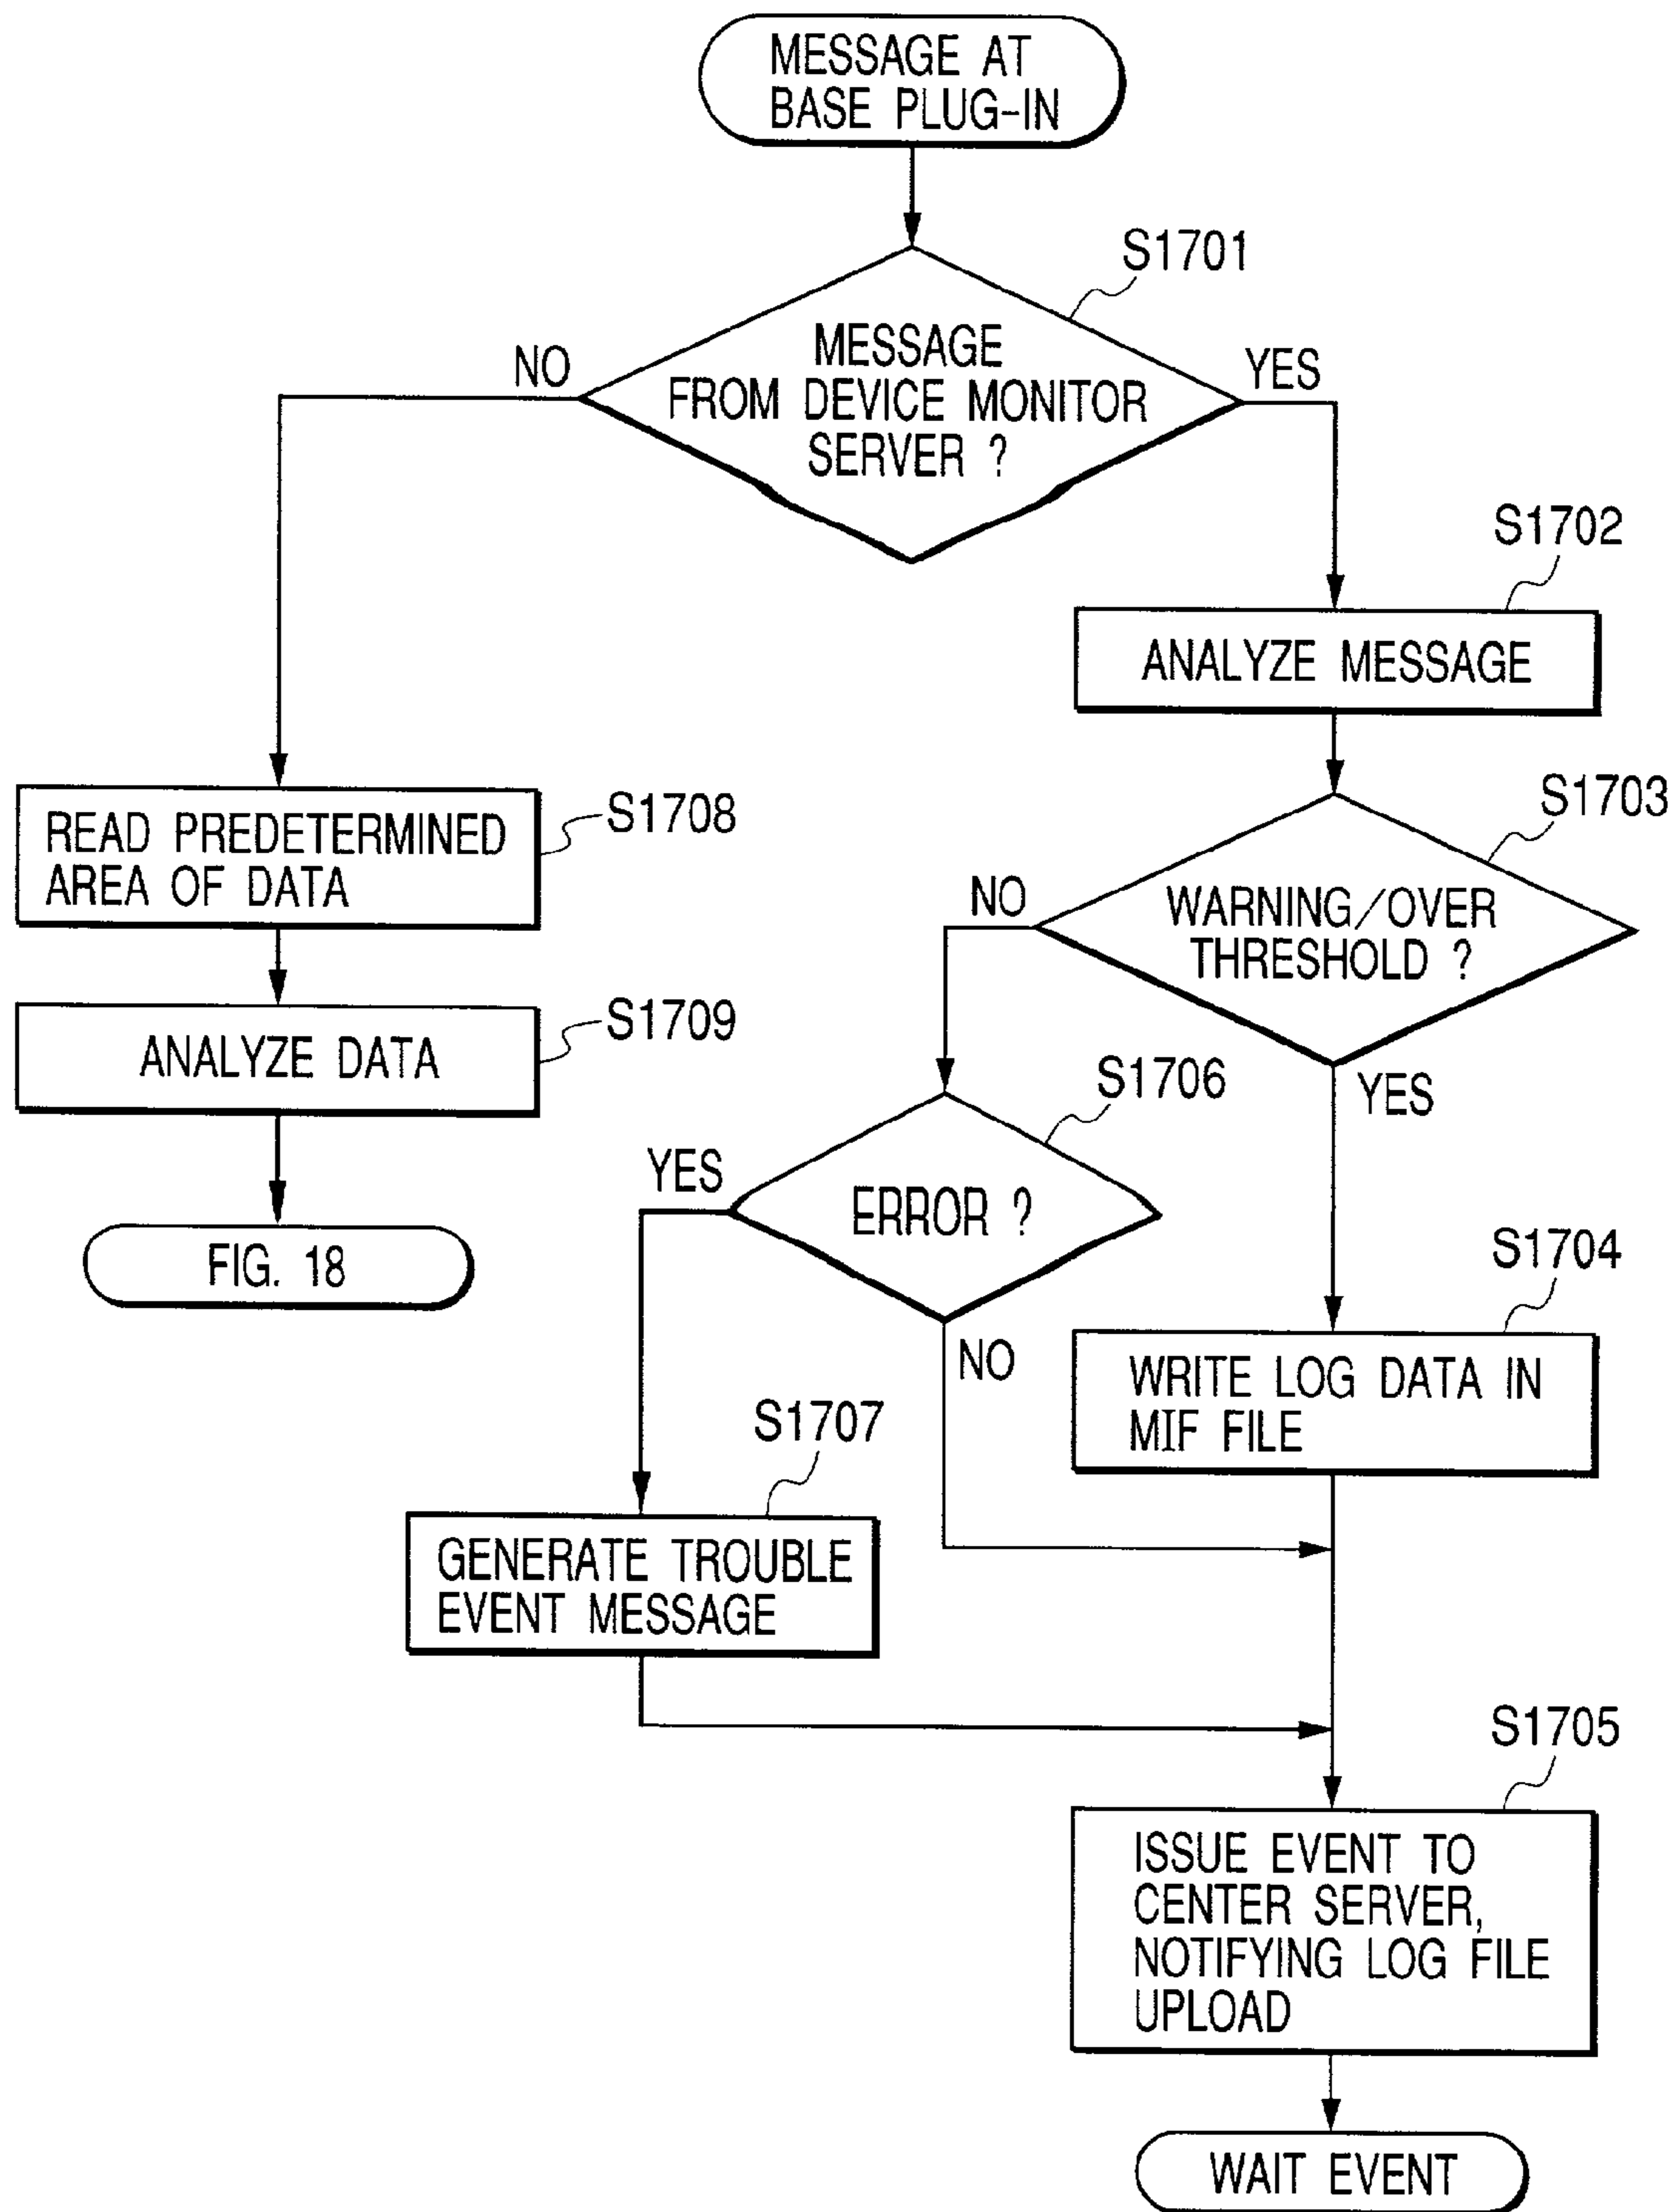 MESSAGE AT
BASE PLUG-IN
S1701
MESSAGE
FROM DEVICE MONITOR
SERVER ?
NO
YES
S1702
ANALYZE MESSAGE
S1703
WARNING/OVER
THRESHOLD ?
NO
YES
READ PREDETERMINED
AREA OF DATA
S1708
ANALYZE DATA
S1709
FIG. 18
S1706
ERROR ?
YES
NO
S1704
WRITE LOG DATA IN
MIF FILE
S1707
GENERATE TROUBLE
EVENT MESSAGE
S1705
ISSUE EVENT TO
CENTER SERVER,
NOTIFYING LOG FILE
UPLOAD
WAIT EVENT